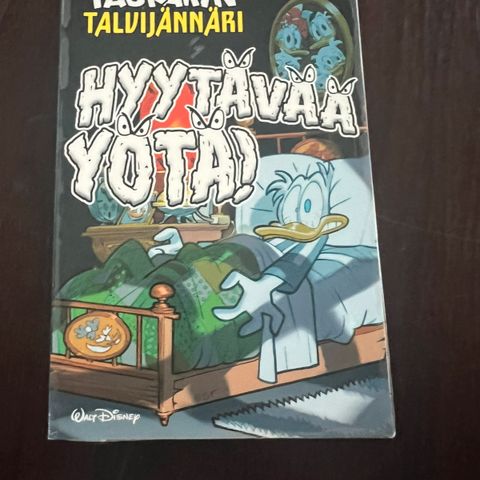 TALVIJÄNNÄRI
HYYTÄVÄÄ
YÖTÄ!
WALT DISNEY